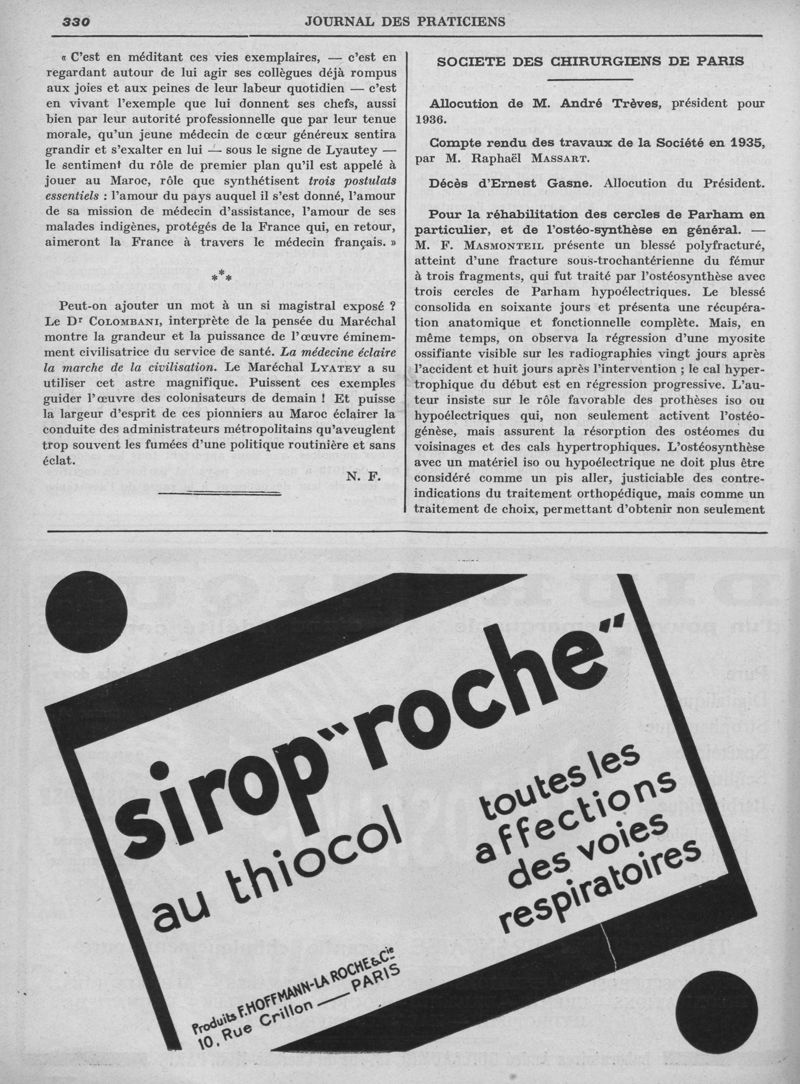 330
JOURNAL DES PRATICIENS
« C'est en méditant ces vies exemplaires, — c'est en
regardant autour de lui agir ses collègues déjà rompus
aux joies et aux peines de leur labeur quotidien — c'est
en vivant l'exemple que lui donnent ses chefs, aussi
bien par leur autorité professionnelle que par leur tenue
morale, qu'un jeune médecin de cœur généreux sentira
grandir et s'exalter en lui — sous le signe de Lyautey —
le sentiment du rôle de premier plan qu'il est appelé à
jouer au Maroc, rôle que synthétisent trois postulats
essentiels : l'amour du pays auquel il s'est donné, l'amour
de sa mission de médecin d'assistance, l'amour de ses
malades indigènes, protégés de la France qui, en retour,
aimeront la France à travers le médecin français. »
***
Peut-on ajouter un mot à un si magistral exposé ?
Le Dr COLOMBANI, interprète de la pensée du Maréchal
montre la grandeur et la puissance de l'œuvre éminem-
ment civilisatrice du service de santé. La médecine éclaire
la marche de la civilisation. Le Maréchal LYATEY a su
utiliser cet astre magnifique. Puissent ces exemples
guider l'œuvre des colonisateurs de demain ! Et puisse
la largeur d'esprit de ces pionniers au Maroc éclairer la
conduite des administrateurs métropolitains qu'aveuglent
trop souvent les fumées d'une politique routinière et sans
éclat.
N. F.
SOCIETE DES CHIRURGIENS DE PARIS
Allocution de M. André Trèves, président pour
1936.
Compte rendu des travaux de la Société en 1935,
par M. Raphaël MASSART.
Décès d'Ernest Gasne. Allocution du Président.
Pour la réhabilitation des cercles de Parham en
particulier, et de l'ostéo-synthèse en général. —
M. F. MASMONTEIL présente un blessé polyfracturé,
atteint d'une fracture sous-trochantérienne du fémur
à trois fragments, qui fut traité par l'ostéosynthèse avec
trois cercles de Parham hypoélectriques. Le blessé
consolida en soixante jours et présenta une récupéra-
tion anatomique et fonctionnelle complète. Mais, en
même temps, on observa la régression d'une myosite
ossifiante visible sur les radiographies vingt jours après
l'accident et huit jours après l'intervention ; le cal hyper-
trophique du début est en régression progressive. L'au-
teur insiste sur le rôle favorable des prothèses iso ou
hypoélectriques qui, non seulement activent l'ostéo-
génèse, mais assurent la résorption des ostéomes du
voisinages et des cals hypertrophiques. L'ostéosynthèse
avec un matériel iso ou hypoélectrique ne doit plus être
considéré comme un pis aller, justiciable des contre-
indications du traitement orthopédique, mais comme un
traitement de choix, permettant d'obtenir non seulement
sirop "roche"
au thiocol
toutes les
affections
des voies
respiratoires
Produits F. HOFFMANN-LA ROCHE & Cie
10, Rue Crillon — PARIS